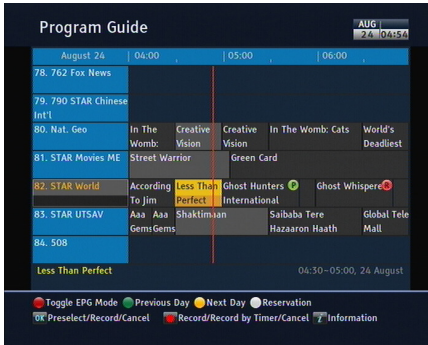 Program Guide
AUG
24 04:54
August 24 04:00 05:00 06:00
78. 762 Fox News
79. 790 STAR Chinese
Int'l
80. Nat. Geo In The Creative Creative In The Womb: Cats World's
Womb: Vision Vision Deadliest
81. STAR Movies ME Street Warrior Green Card
82. STAR World According Less Than Ghost Hunters P Ghost Whispere R
To Jim Perfect International
83. STAR UTSAV Aaa Aaa Shaktimaan Saibaba Tere Global Tele
Gems Gems Hazaaron Haath Mall
84. 508
Less Than Perfect 04:30-05:00, 24 August
Toggle EPG Mode Previous Day Next Day Reservation
OK Preselect/Record/Cancel Record/Record by Timer/Cancel i Information